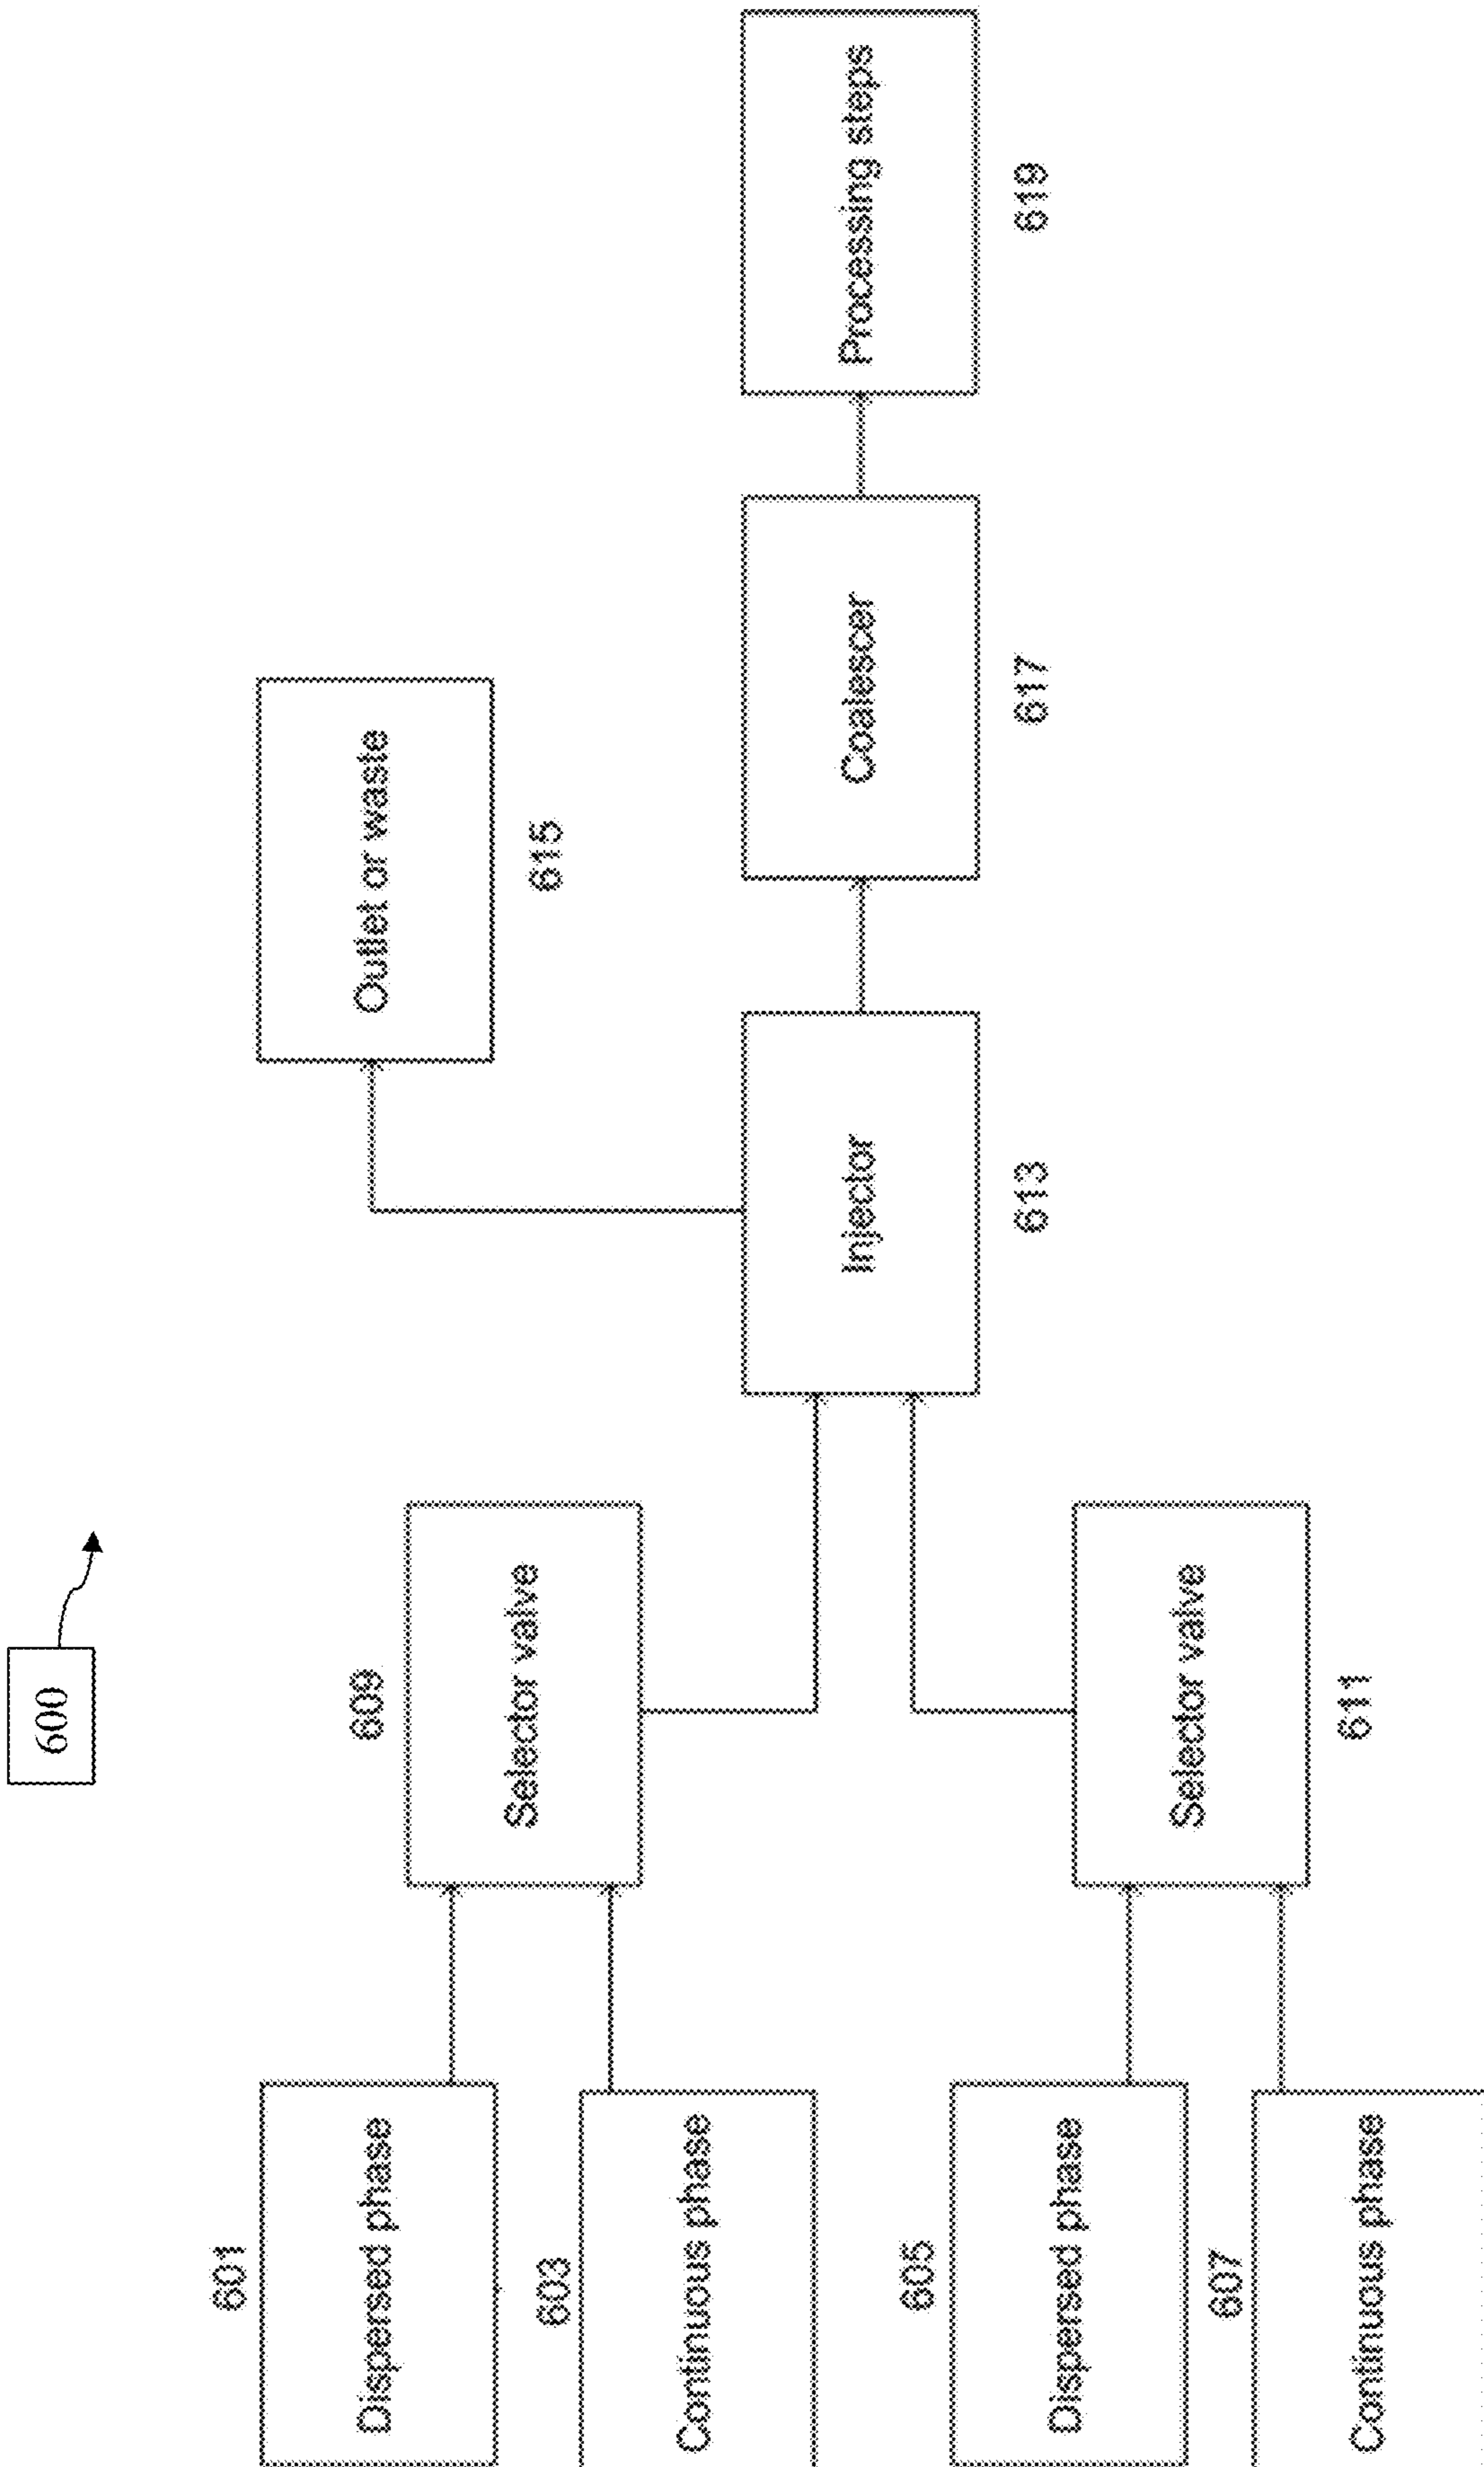 600
601
Dispersed phase
603
Continuous phase
605
Dispersed phase
607
Continuous phase
609
Selector valve
Selector valve
611
Injector
613
Outlet or waste
615
Coalescer
617
Processing steps
619